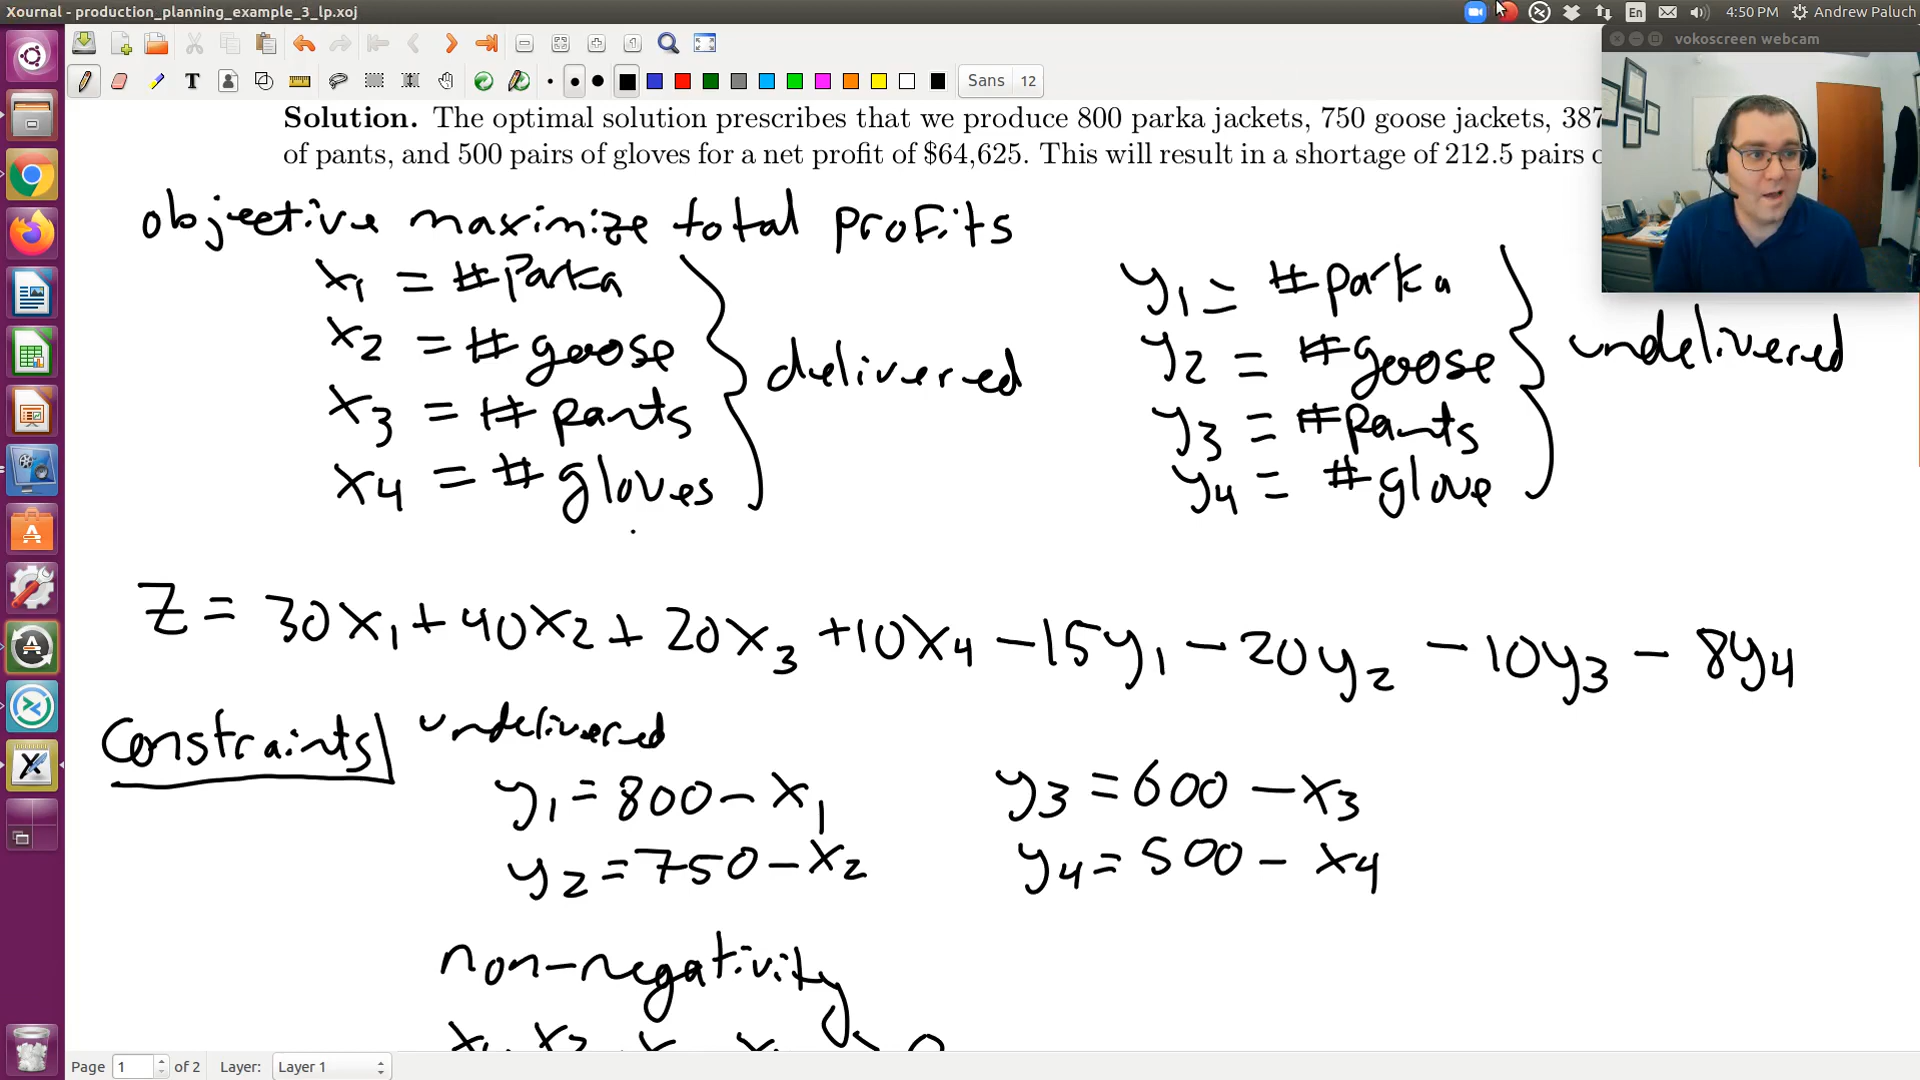 Xournal - production_planning_example_3_lp.xoj
En
4:50 PM
Andrew Paluch
vokoscreen webcam
Sans 12
Solution. The optimal solution prescribes that we produce 800 parka jackets, 750 goose jackets, 387
of pants, and 500 pairs of gloves for a net profit of $64,625. This will result in a shortage of 212.5 pairs
objective maximize total profits
x1 = #Parka
x2 = #goose
x3 = #pants
x4 = #gloves
delivered
y1 = #parka
y2 = #goose
y3 = #pants
y4 = #glove
undelivered
Z = 30x1 + 40x2 + 20x3 + 10x4 - 15y1 - 20y2 - 10y3 - 8y4
Constraints
undelivered
y1 = 800 - x1
y2 = 750 - x2
y3 = 600 - x3
y4 = 500 - x4
non-negativity
Page 1 of 2 Layer: Layer 1